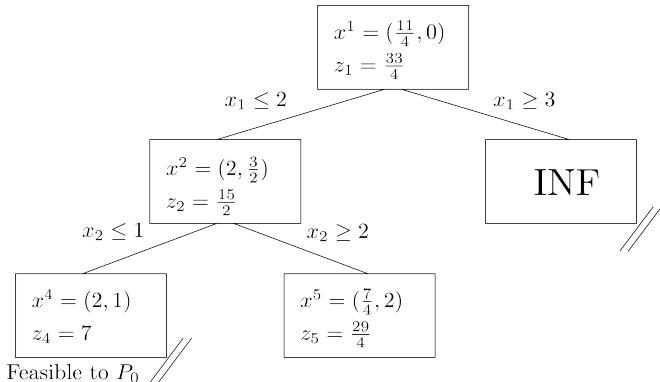 x¹ = (11/4, 0)
z₁ = 33/4
x₁ ≤ 2
x₁ ≥ 3
x² = (2, 3/2)
z₂ = 15/2
INF
x₂ ≤ 1
x₂ ≥ 2
x⁴ = (2, 1)
z₄ = 7
x⁵ = (7/4, 2)
z₅ = 29/4
Feasible to P₀